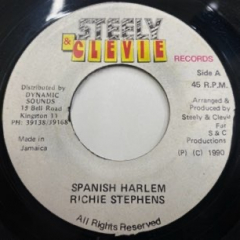 STEELY
& CLEVIE
RECORDS
Side A
45 R.P.M.
Distributed by
DYNAMIC
SOUNDS
15 Bell Road
Kingston 11
PH: 39138/39168
Made in
Jamaica
Arranged &
Produced by
Steely & Clevie
For
S & C
Productions
(P) (C) 1990
SPANISH HARLEM
RICHIE STEPHENS
All Rights Reserved